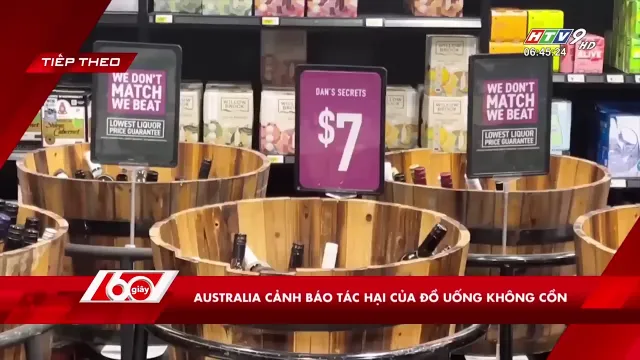 TIẾP THEO
HTV9 HD
06:45:24
WE DON'T
MATCH
WE BEAT
LOWEST LIQUOR
PRICE GUARANTEE
DAN'S SECRETS
$7
WE DON'T
MATCH
WE BEAT
LOWEST LIQUOR
PRICE GUARANTEE
60 giây
AUSTRALIA CẢNH BÁO TÁC HẠI CỦA ĐỒ UỐNG KHÔNG CỒN